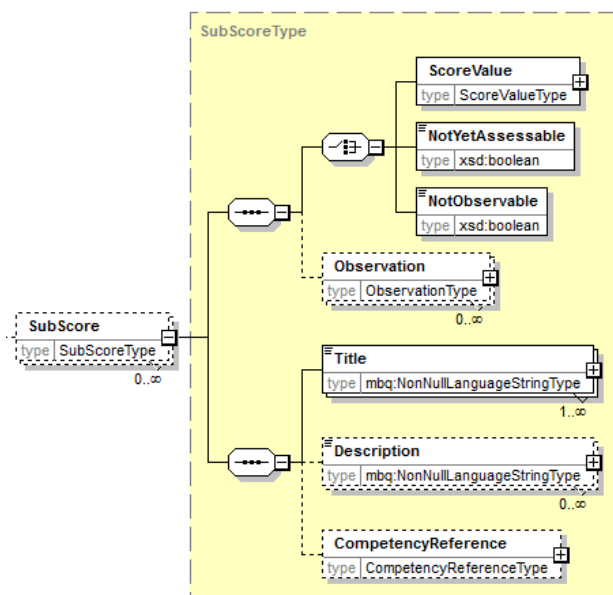 SubScoreType
ScoreValue
type ScoreValueType
NotYetAssessable
type xsd:boolean
NotObservable
type xsd:boolean
Observation
type ObservationType
0..∞
SubScore
type SubScoreType
0..∞
Title
type mbq:NonNullLanguageStringType
1..∞
Description
type mbq:NonNullLanguageStringType
0..∞
CompetencyReference
type CompetencyReferenceType